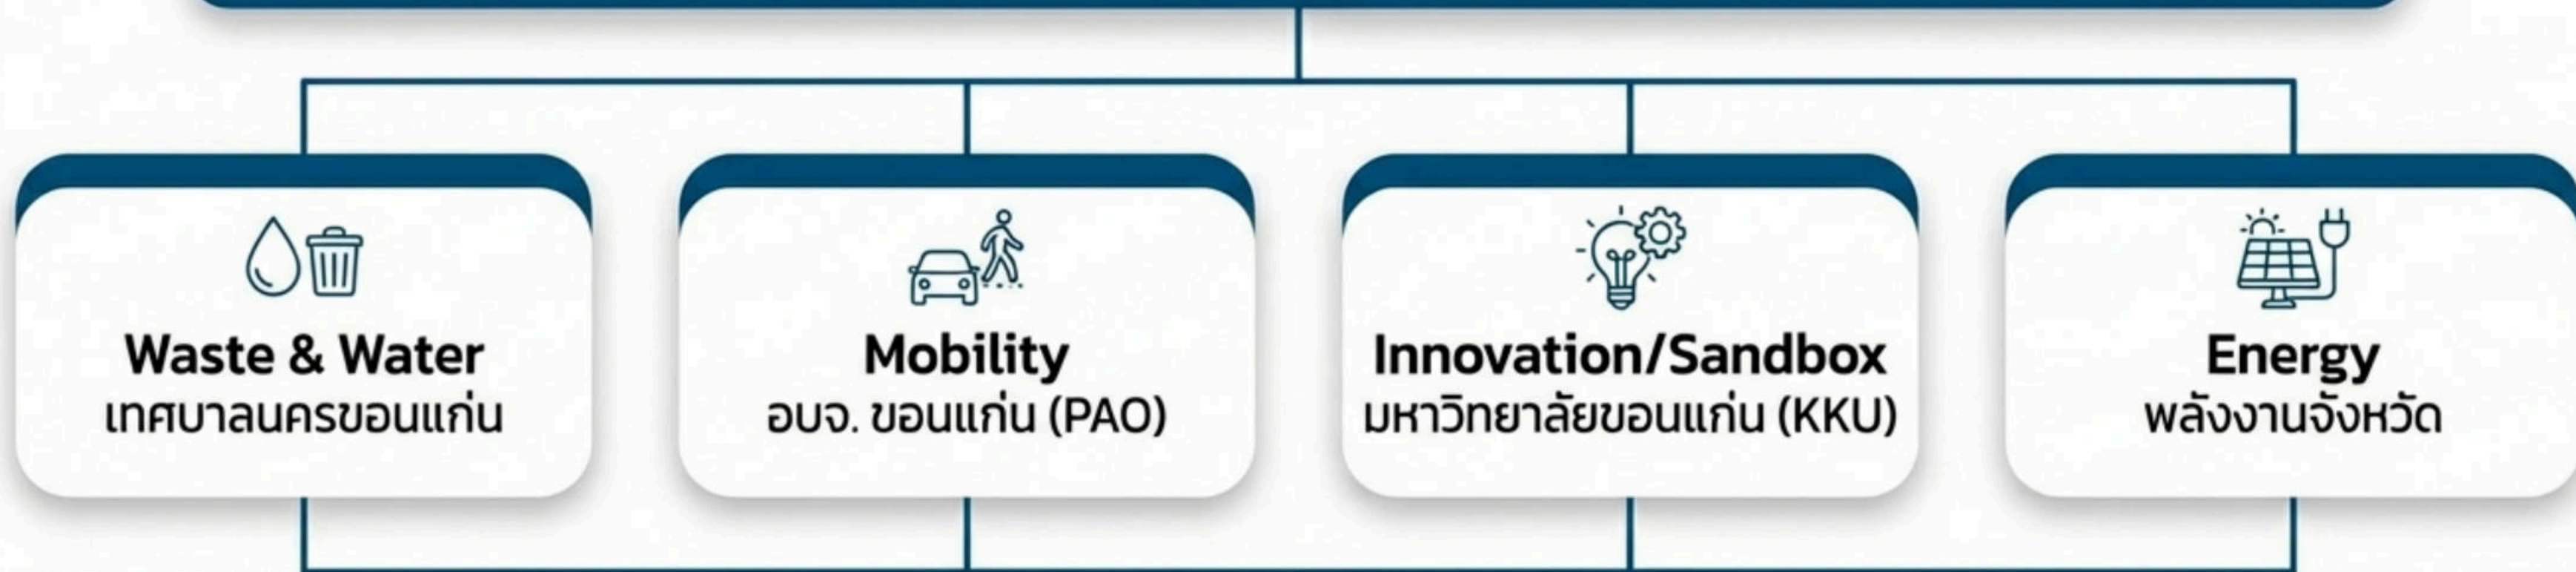 Waste & Water
เทศบาลนครขอนแก่น
Mobility
อบจ. ขอนแก่น (PAO)
Innovation/Sandbox
มหาวิทยาลัยขอนแก่น (KKU)
Energy
พลังงานจังหวัด